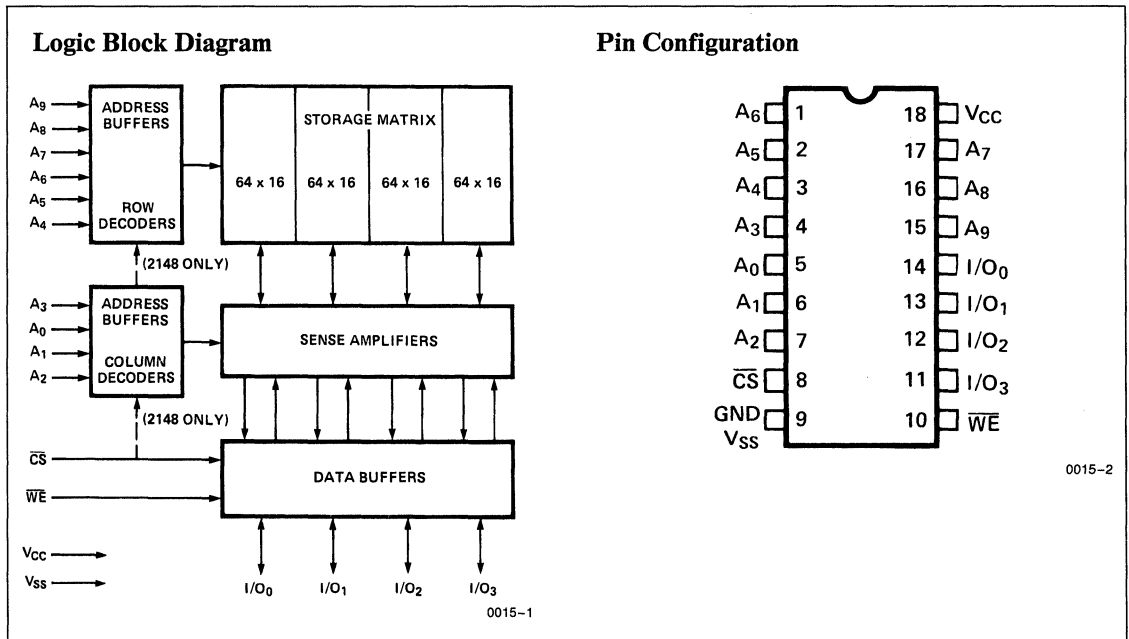 Logic Block Diagram
A9
A8
A7
A6
A5
A4
ADDRESS
BUFFERS
ROW
DECODERS
STORAGE MATRIX
64 x 16
64 x 16
64 x 16
64 x 16
(2148 ONLY)
A3
A0
A1
A2
ADDRESS
BUFFERS
COLUMN
DECODERS
SENSE AMPLIFIERS
(2148 ONLY)
C̅S̅
W̅E̅
DATA BUFFERS
VCC
VSS
I/O0
I/O1
I/O2
I/O3
0015-1
Pin Configuration
A6 1 18 VCC
A5 2 17 A7
A4 3 16 A8
A3 4 15 A9
A0 5 14 I/O0
A1 6 13 I/O1
A2 7 12 I/O2
C̅S̅ 8 11 I/O3
GND
VSS 9 10 W̅E̅
0015-2